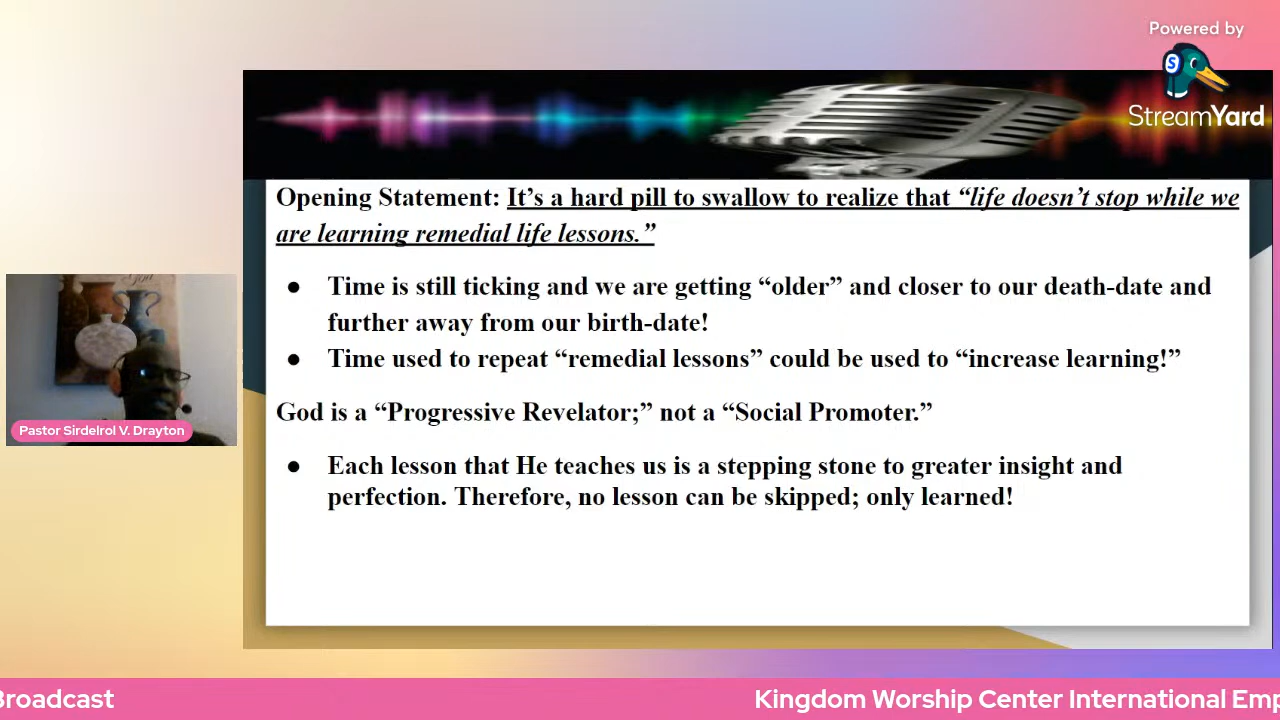 Powered by
S
StreamYard
Opening Statement: It’s a hard pill to swallow to realize that “life doesn’t stop while we
are learning remedial life lessons.”
● Time is still ticking and we are getting “older” and closer to our death-date and
further away from our birth-date!
● Time used to repeat “remedial lessons” could be used to “increase learning!”
God is a “Progressive Revelator;” not a “Social Promoter.”
● Each lesson that He teaches us is a stepping stone to greater insight and
perfection. Therefore, no lesson can be skipped; only learned!
Pastor Sirdelrol V. Drayton
Broadcast
Kingdom Worship Center International Emp